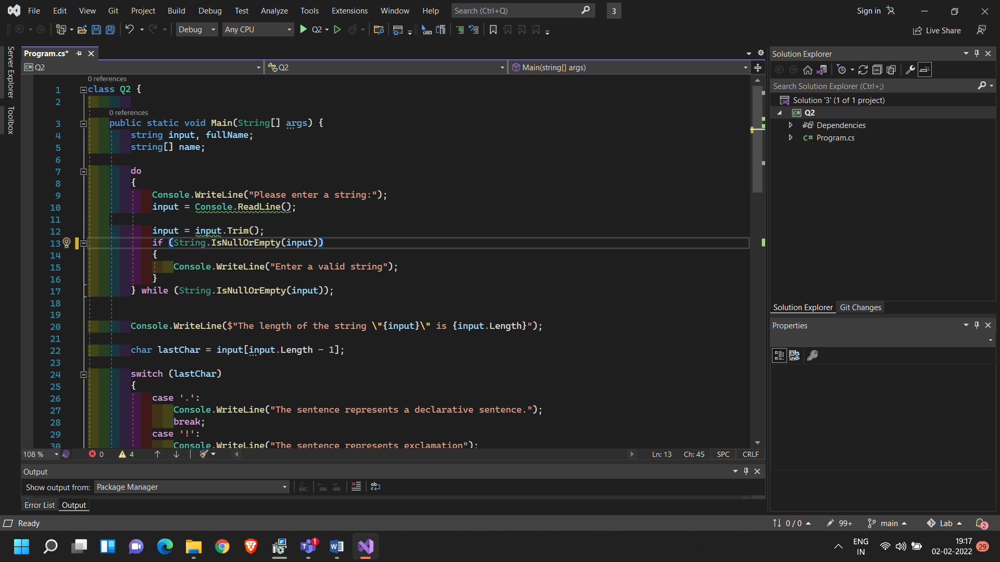 File Edit View Git Project Build Debug Test Analyze Tools Extensions Window Help Search (Ctrl+Q) 3 Sign in
Debug Any CPU Q2 Live Share
Server Explorer
Toolbox
Program.cs*
Q2 Q2 Main(string[] args)
0 references
1 class Q2 {
2
0 references
3 public static void Main(String[] args) {
4 string input, fullName;
5 string[] name;
6
7 do
8 {
9 Console.WriteLine("Please enter a string:");
10 input = Console.ReadLine();
11
12 input = input.Trim();
13 if (String.IsNullOrEmpty(input))
14 {
15 Console.WriteLine("Enter a valid string");
16 }
17 } while (String.IsNullOrEmpty(input));
18
19
20 Console.WriteLine($"The length of the string \"{input}\" is {input.Length}");
21
22 char lastChar = input[input.Length - 1];
23
24 switch (lastChar)
25 {
26 case '.':
27 Console.WriteLine("The sentence represents a declarative sentence.");
28 break;
29 case '!':
30 Console.WriteLine("The sentence represents exclamation");
108 % 0 4 Ln: 13 Ch: 45 SPC CRLF
Output
Show output from: Package Manager
Error List Output
Solution Explorer
Search Solution Explorer (Ctrl+;)
Solution '3' (1 of 1 project)
C# Q2
Dependencies
C# Program.cs
Solution Explorer Git Changes
Properties
Ready 0 / 0 99+ main Lab 2
1 ENG
IN
19:17
02-02-2022 29